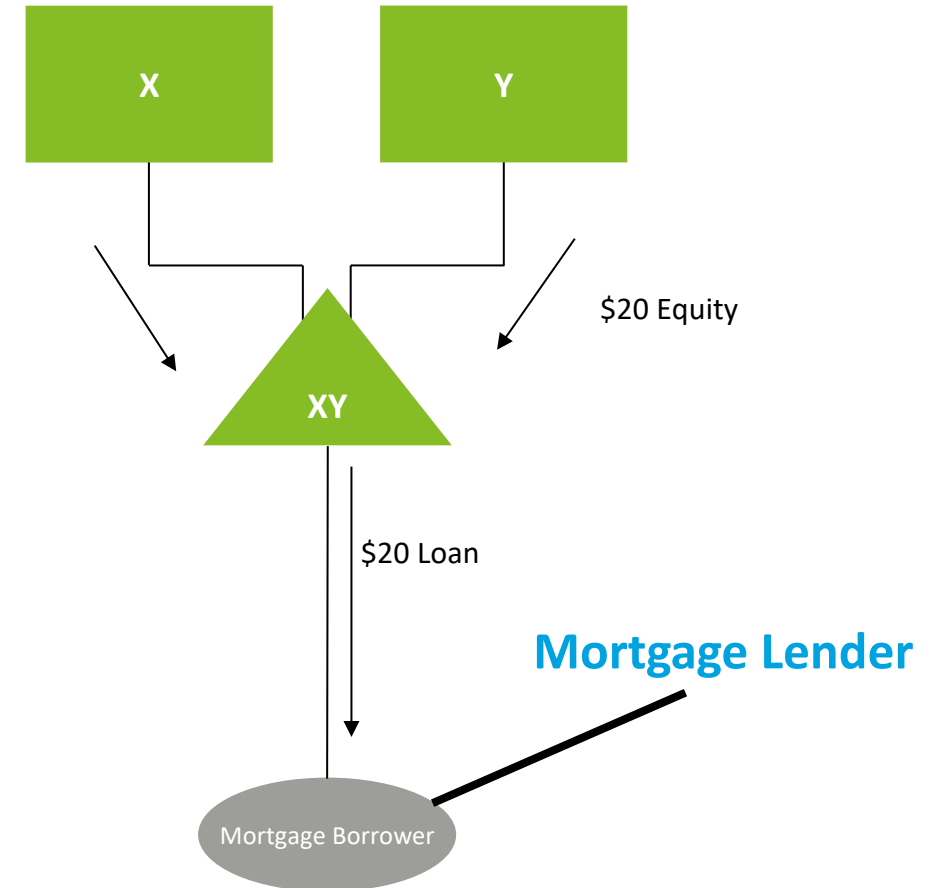 X
Y
$20 Equity
XY
$20 Loan
Mortgage Lender
Mortgage Borrower